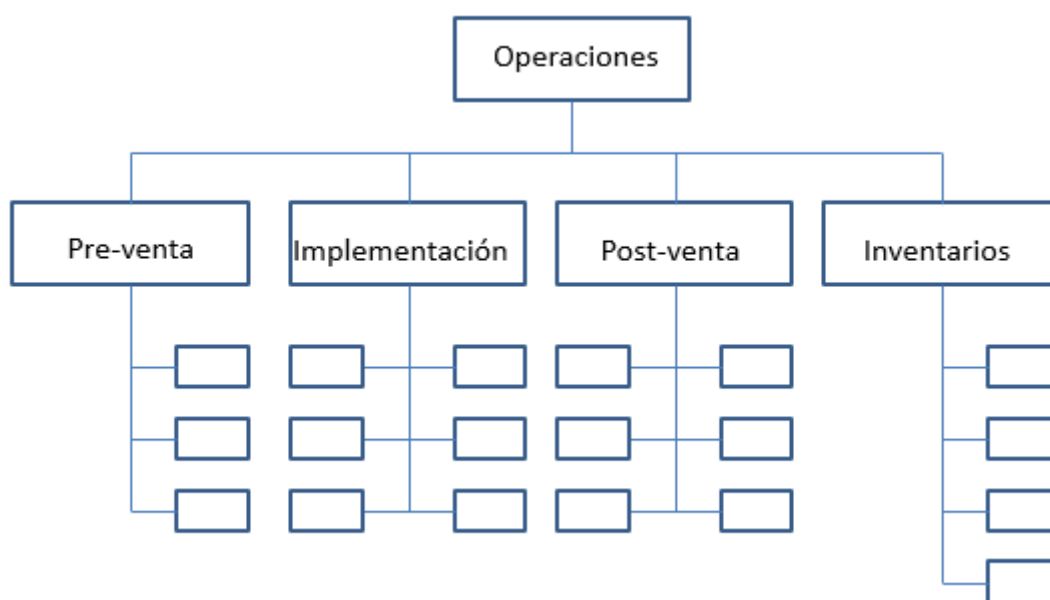 Operaciones
Pre-venta
Implementación
Post-venta
Inventarios